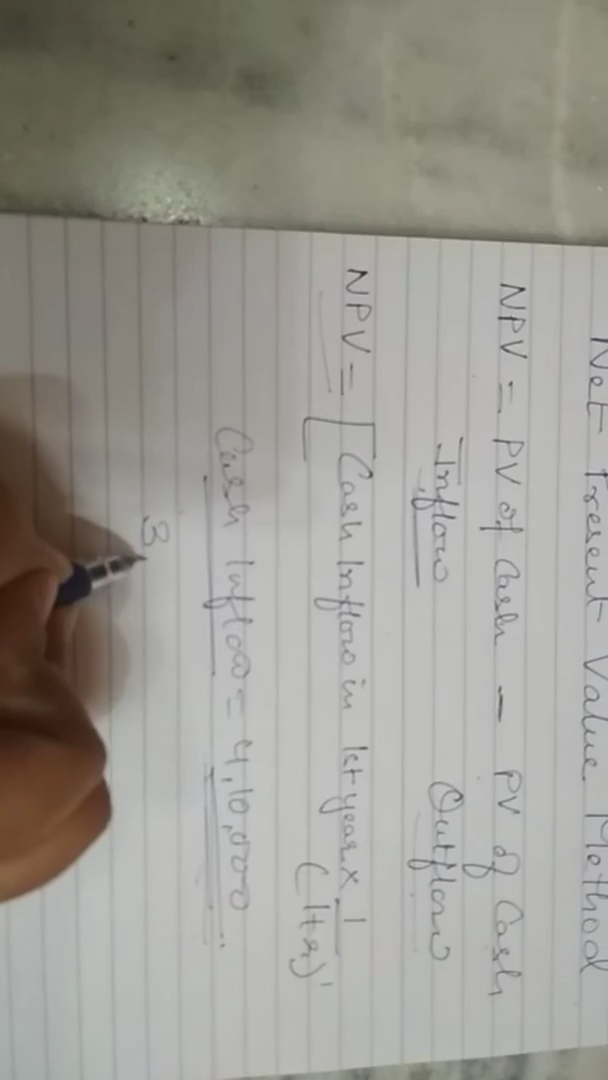 Net Present Value Method
NPV = PV of Cash - PV of Cash
Inflow Outflow
NPV = [Cash Inflow in 1st year x 1/(1+r)¹
Cash Inflow = 4,10,000
3